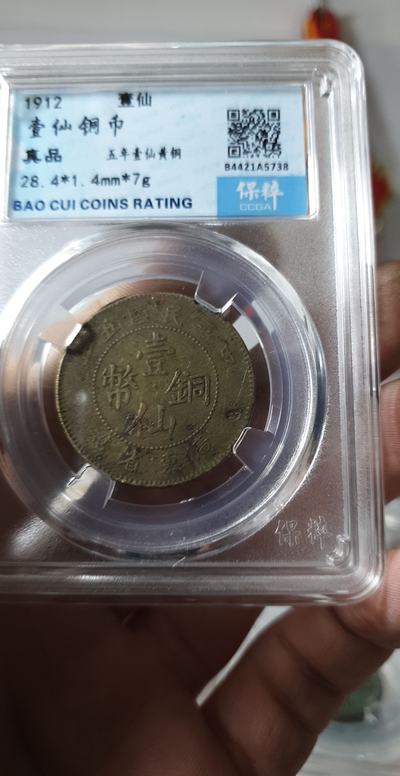 1912 壹仙
壹仙铜币
真品 五年壹仙黄铜
28.4*1.4mm*7g
BAO CUI COINS RATING
B4421A5738
保粹
CCGA
壹
幣 銅
仙
保粹